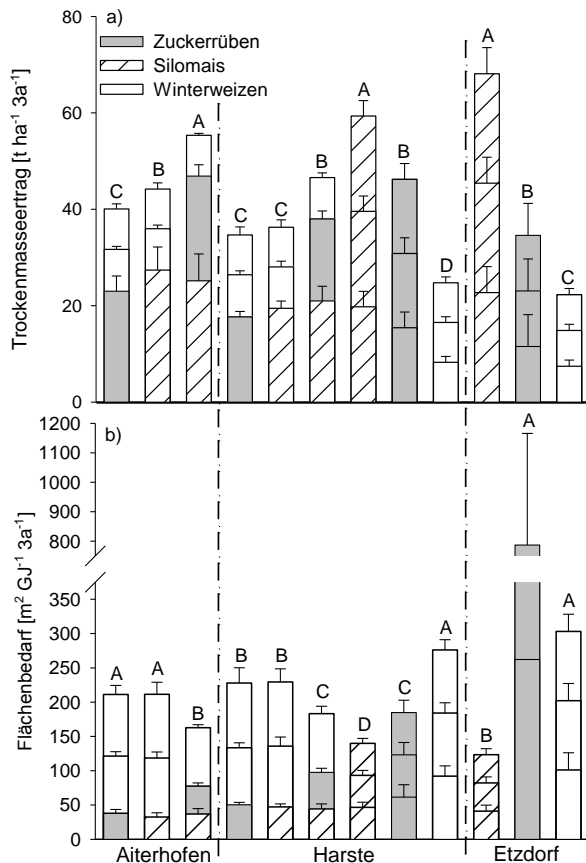 80
a)
Zuckerrüben
Silomais
Winterweizen
60
40
20
0
Trockenmasseertrag [t ha⁻¹ 3a⁻¹]
C B A C C B A B D A B C
1200
b)
1100
1000
900
800
350
300
250
200
150
100
50
0
Flächenbedarf [m² GJ⁻¹ 3a⁻¹]
A A B B B C D C A B A A
Aiterhofen Harste Etzdorf